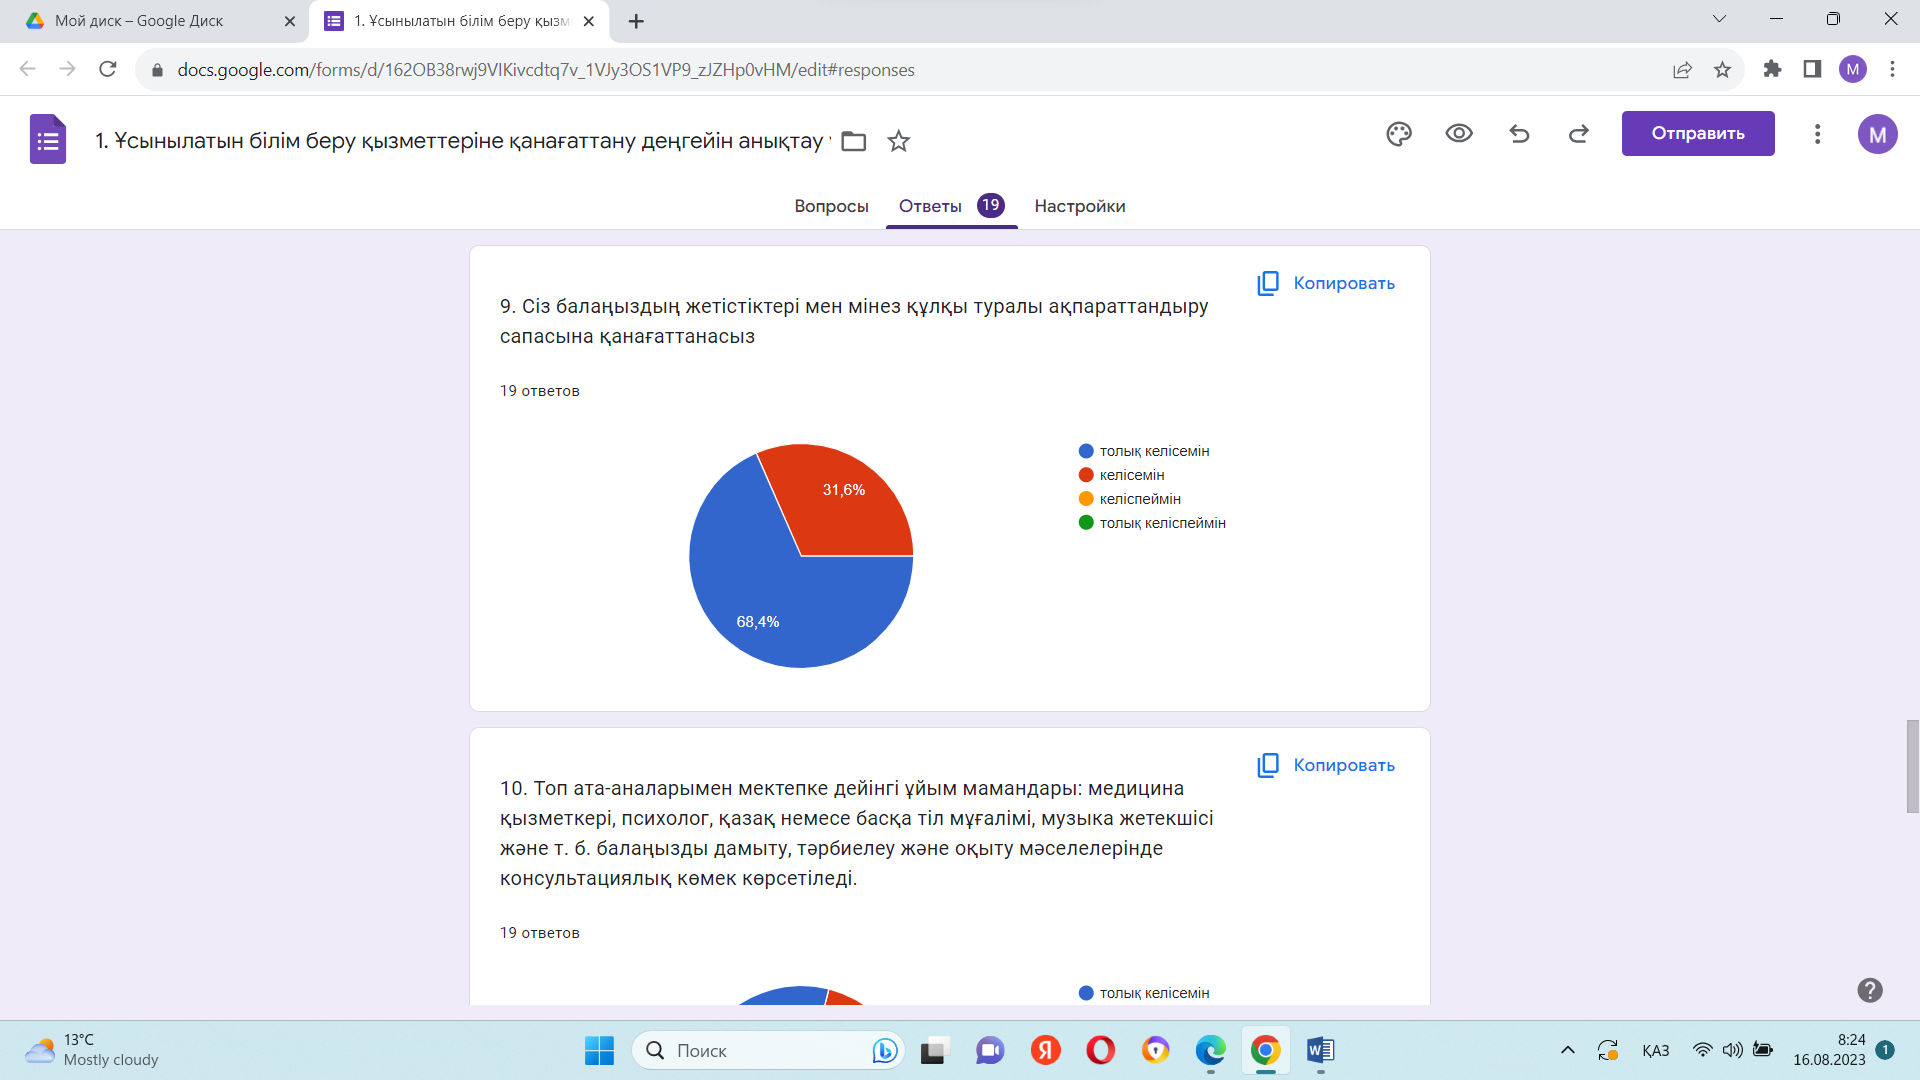 Мой диск – Google Диск
1. Ұсынылатын білім беру қызм
docs.google.com/forms/d/162OB38rwj9VIKivcdtq7v_1VJy3OS1VP9_zJZHp0vHM/edit#responses
M
1. Ұсынылатын білім беру қызметтеріне қанағаттану деңгейін анықтау
Отправить
M
Вопросы
Ответы 19
Настройки
Копировать
9. Сіз балаңыздың жетістіктері мен мінез құлқы туралы ақпараттандыру
сапасына қанағаттанасыз
19 ответов
31,6%
68,4%
толық келісемін
келісемін
келіспеймін
толық келіспеймін
Копировать
10. Топ ата-аналарымен мектепке дейінгі ұйым мамандары: медицина
қызметкері, психолог, қазақ немесе басқа тіл мұғалімі, музыка жетекшісі
және т. б. балаңызды дамыту, тәрбиелеу және оқыту мәселелерінде
консультациялық көмек көрсетіледі.
19 ответов
толық келісемін
13°C
Mostly cloudy
Поиск
ҚАЗ
8:24
16.08.2023
1